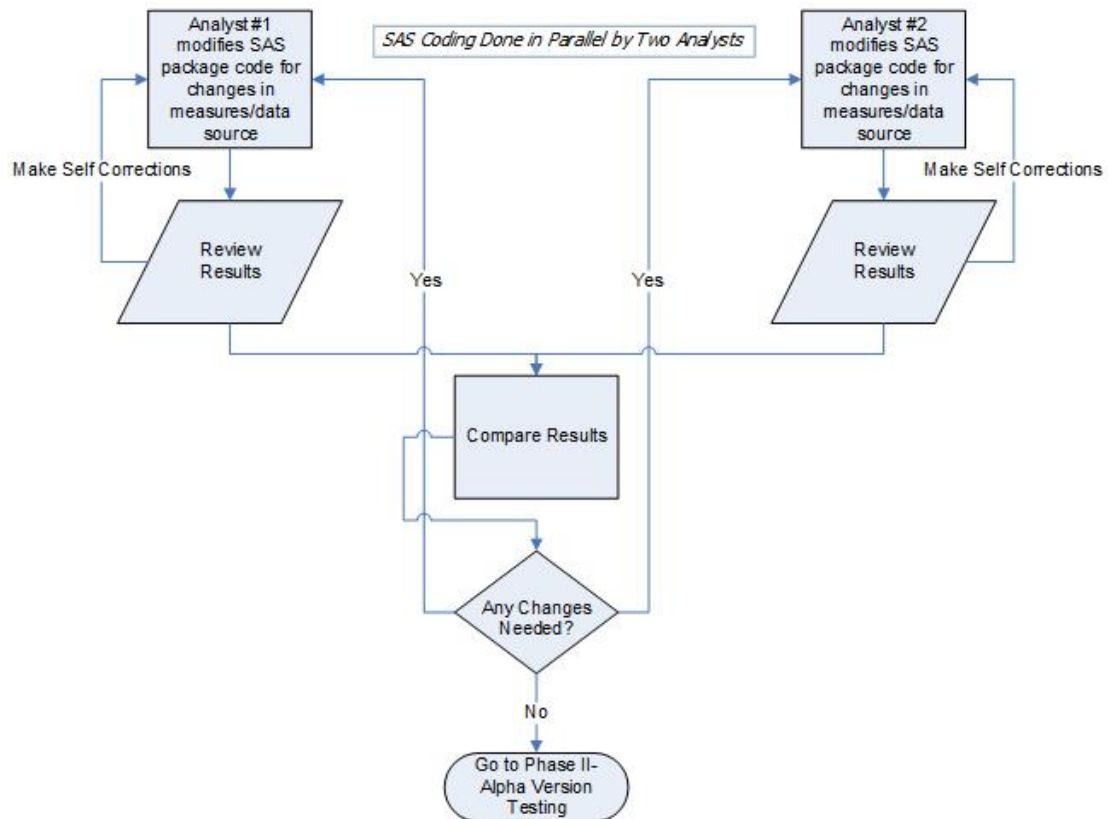 SAS Coding Done in Parallel by Two Analysts
Analyst #1
modifies SAS
package code for
changes in
measures/data
source
Analyst #2
modifies SAS
package code for
changes in
measures/data
source
Make Self Corrections
Make Self Corrections
Review
Results
Review
Results
Yes
Yes
Compare Results
Any Changes
Needed?
No
Go to Phase II-
Alpha Version
Testing